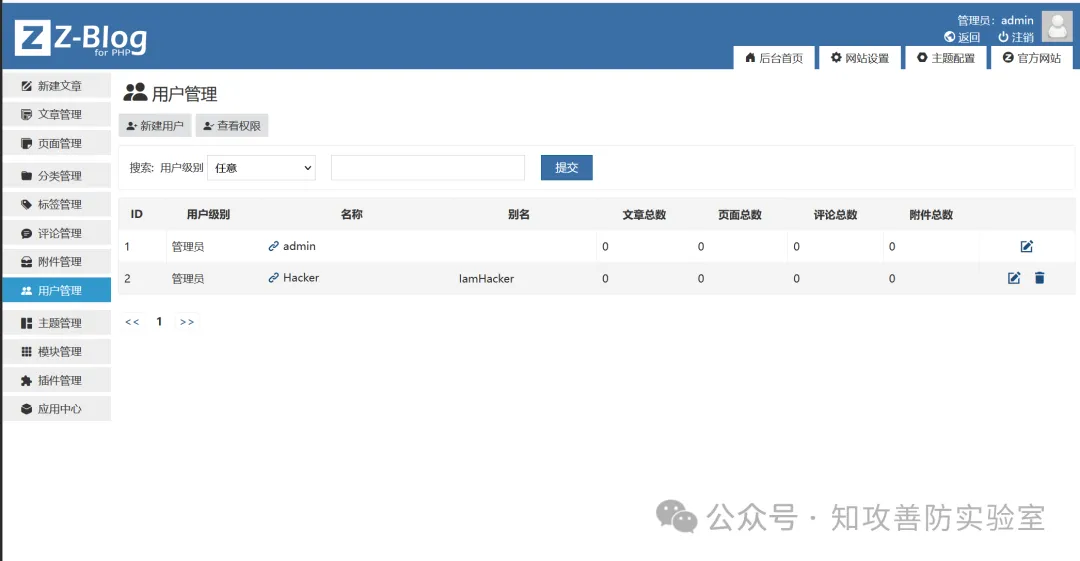 Z-Blog
for PHP
管理员：admin
返回 注销
后台首页 网站设置 主题配置 官方网站
新建文章
文章管理
页面管理
分类管理
标签管理
评论管理
附件管理
用户管理
主题管理
模块管理
插件管理
应用中心
用户管理
新建用户 查看权限
搜索: 用户级别 任意 提交
ID 用户级别 名称 别名 文章总数 页面总数 评论总数 附件总数
1 管理员 admin 0 0 0 0
2 管理员 Hacker IamHacker 0 0 0 0
<< 1 >>
公众号 · 知攻善防实验室